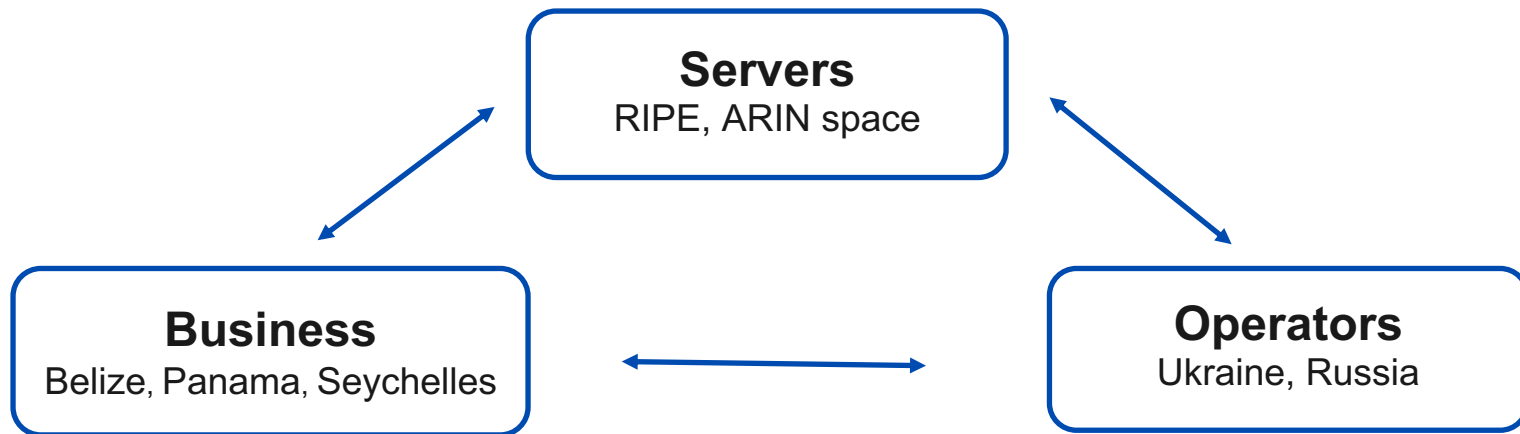 Servers
RIPE, ARIN space
Business
Belize, Panama, Seychelles
Operators
Ukraine, Russia